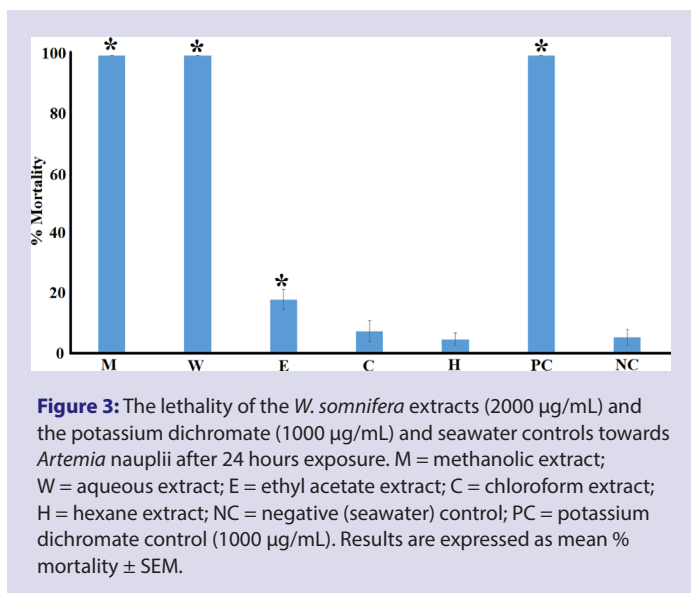 100
80
60
40
20
0
% Mortality
* * * *
M W E C H PC NC
Figure 3: The lethality of the W. somnifera extracts (2000 μg/mL) and
the potassium dichromate (1000 μg/mL) and seawater controls towards
Artemia nauplii after 24 hours exposure. M = methanolic extract;
W = aqueous extract; E = ethyl acetate extract; C = chloroform extract;
H = hexane extract; NC = negative (seawater) control; PC = potassium
dichromate control (1000 μg/mL). Results are expressed as mean %
mortality ± SEM.